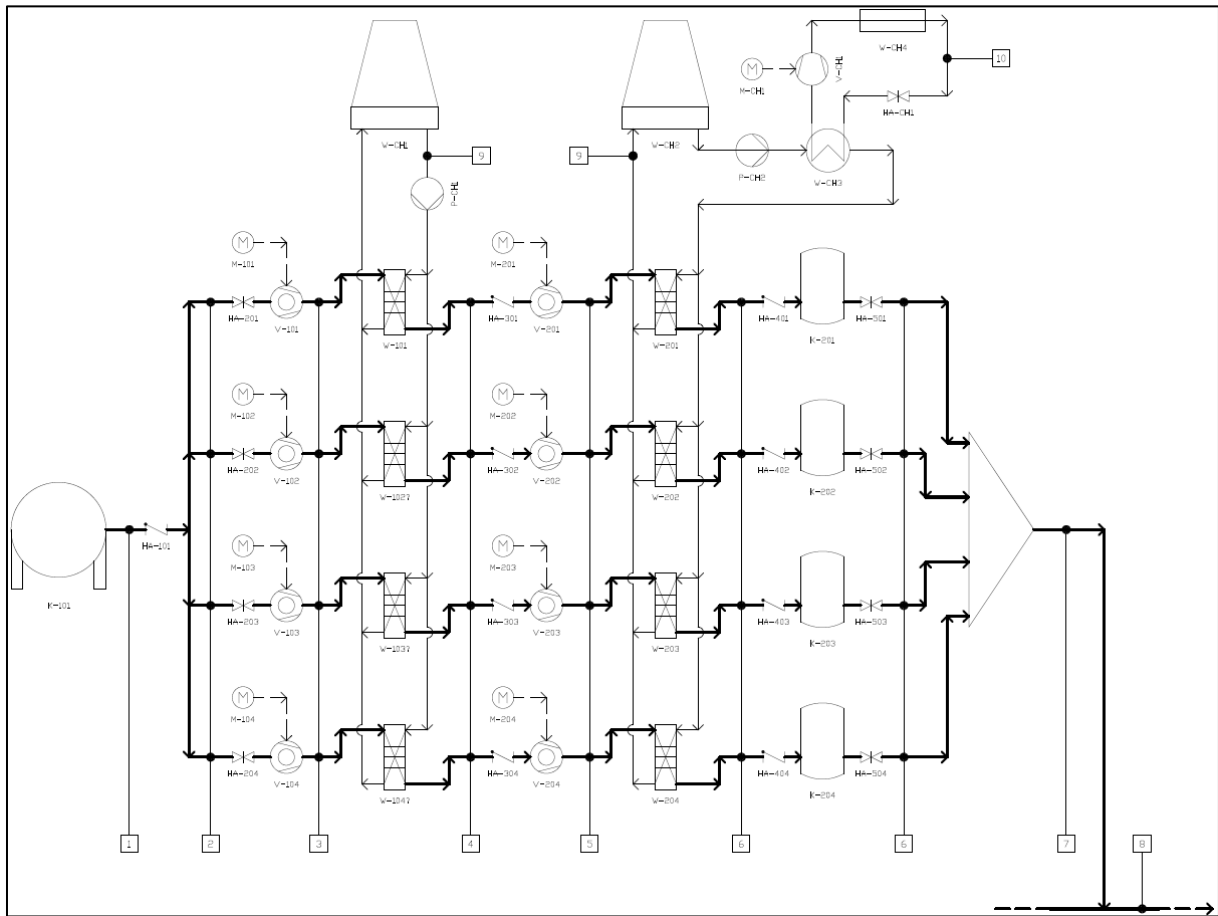 W-CH4
10
M
M-CH1
V-CH1
HA-CH1
W-CH1
9
9
W-CH2
P-CH2
W-CH3
P-CH1
M
M-101
M
M-201
HA-201
V-101
W-101
HA-301
V-201
W-201
HA-401
K-201
HA-501
M
M-102
M
M-202
HA-202
V-102
W-102?
HA-302
V-202
W-202
HA-402
K-202
HA-502
HA-101
K-101
M
M-103
M
M-203
HA-203
V-103
W-103?
HA-303
V-203
W-203
HA-403
K-203
HA-503
M
M-104
M
M-204
HA-204
V-104
W-104?
HA-304
V-204
W-204
HA-404
K-204
HA-504
1
2
3
4
5
6
6
7
8